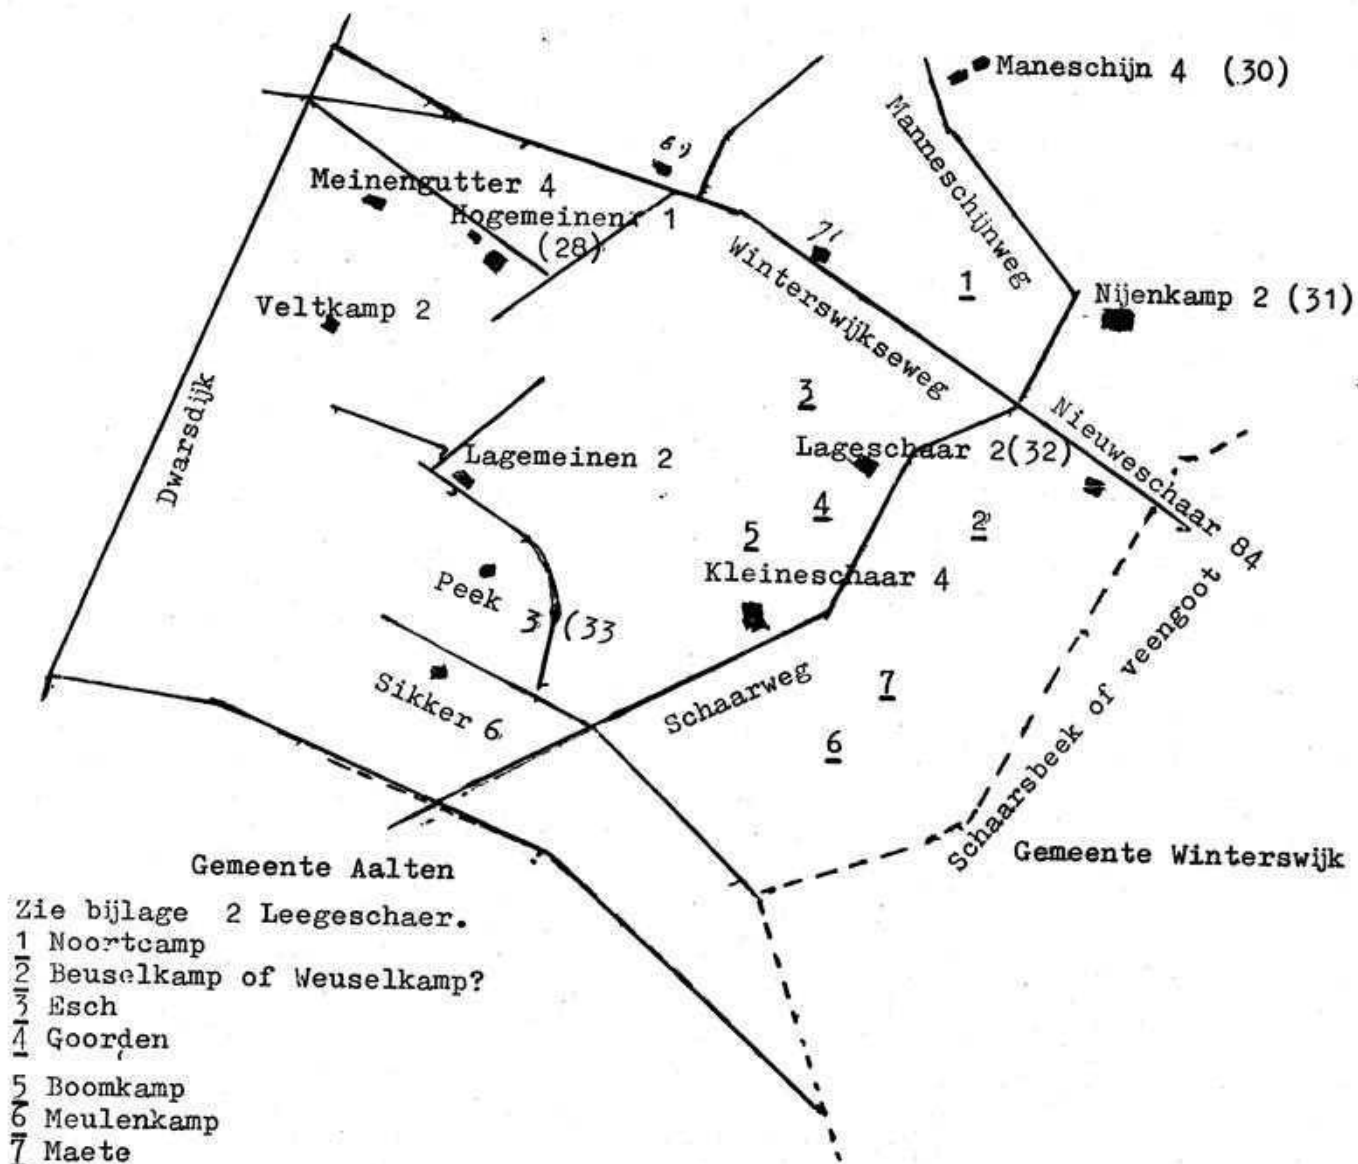 Maneschijn 4 (30)
Manneschijnweg
Meinengutter 4
Hogemeinen 1
(28)
Winterswijkseweg
1
Nijenkamp 2 (31)
Veltkamp 2
Dwarsdijk
3
Nieuweschaar 84
Lageschaar 2(32)
Lagemeinen 2
4
2
5
Kleineschaar 4
Peek 3 (33
Schaarsbeek of veengoot
Sikker 6
Schaarweg
7
6
Gemeente Aalten
Gemeente Winterswijk
Zie bijlage 2 Leegeschaer.
1 Noortcamp
2 Beuselkamp of Weuselkamp?
3 Esch
4 Goorden
5 Boomkamp
6 Meulenkamp
7 Maete